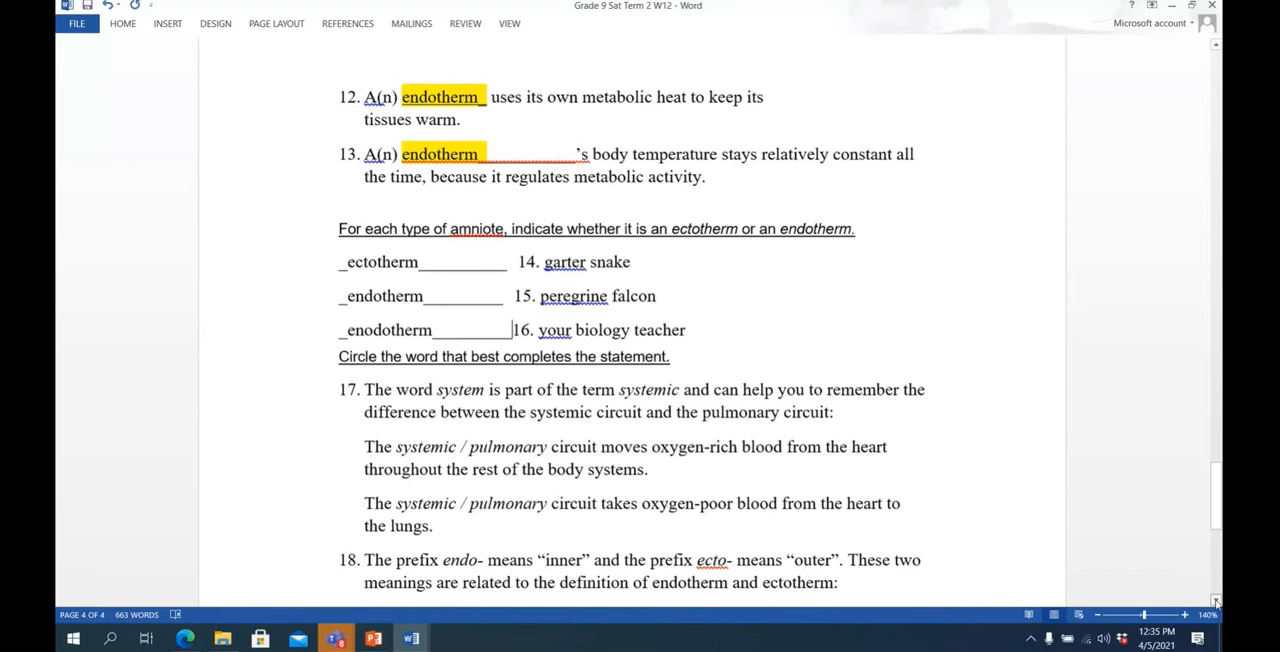 Grade 9 Sat Term 2 W12 - Word
FILE HOME INSERT DESIGN PAGE LAYOUT REFERENCES MAILINGS REVIEW VIEW Microsoft account
12. A(n) endotherm_ uses its own metabolic heat to keep its
tissues warm.
13. A(n) endotherm____________'s body temperature stays relatively constant all
the time, because it regulates metabolic activity.
For each type of amniote, indicate whether it is an ectotherm or an endotherm.
_ectotherm__________ 14. garter snake
_endotherm_________ 15. peregrine falcon
_enodotherm_________ 16. your biology teacher
Circle the word that best completes the statement.
17. The word system is part of the term systemic and can help you to remember the
difference between the systemic circuit and the pulmonary circuit:
The systemic / pulmonary circuit moves oxygen-rich blood from the heart
throughout the rest of the body systems.
The systemic / pulmonary circuit takes oxygen-poor blood from the heart to
the lungs.
18. The prefix endo- means “inner” and the prefix ecto- means “outer”. These two
meanings are related to the definition of endotherm and ectotherm:
PAGE 4 OF 4 663 WORDS 140%
12:35 PM
4/5/2021